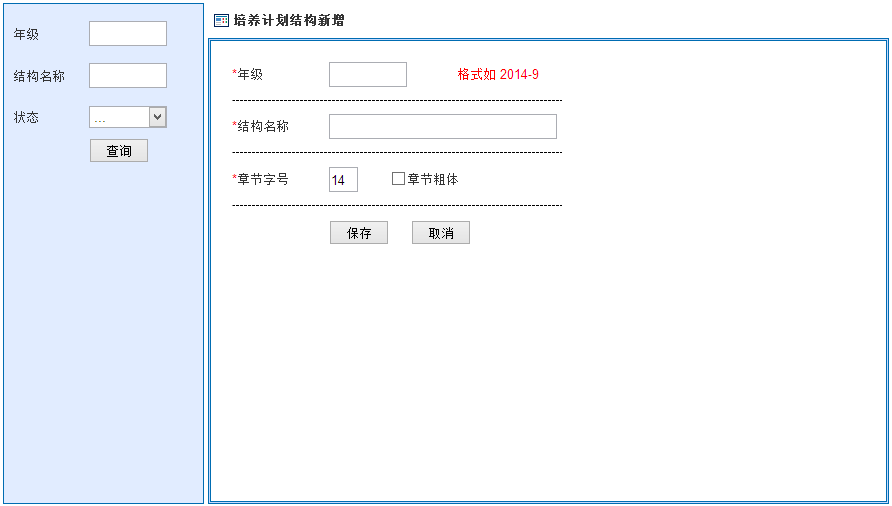 年级
结构名称
状态
...
查询
培养计划结构新增
*年级
格式如 2014-9
*结构名称
*章节字号 14 章节粗体
保存 取消